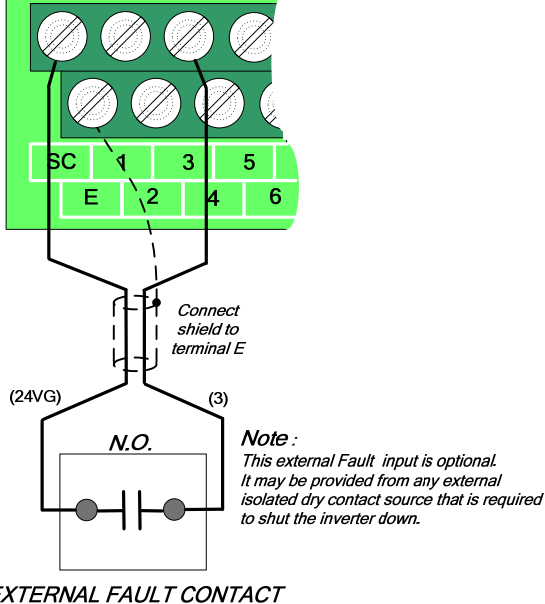 SC 1 3 5
E 2 4 6
Connect
shield to
terminal E
(24VG)
(3)
N.O.
Note :
This external Fault input is optional.
It may be provided from any external
isolated dry contact source that is required
to shut the inverter down.
EXTERNAL FAULT CONTACT